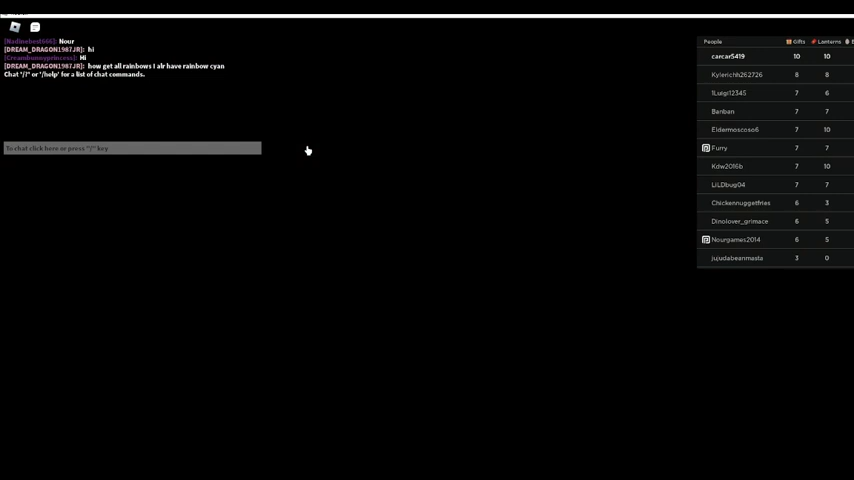 [Nadinebest666]: Nour
[DREAM_DRAGON1987JR]: hi
[Creambunnyprincess]: Hi
[DREAM_DRAGON1987JR]: how get all rainbows I alr have rainbow cyan
Chat '/?' or '/help' for a list of chat commands.
To chat click here or press "/" key
People Gifts Lanterns
carcar5419 10 10
Kylerichh262726 8 8
1Luigi12345 7 6
Banban 7 7
Eldermoscoso6 7 10
Furry 7 7
Kdw2016b 7 10
LiLDbug04 7 7
Chickennuggetfries 6 3
Dinolover_grimace 6 5
Nourgames2014 6 5
jujudabeanmasta 3 0